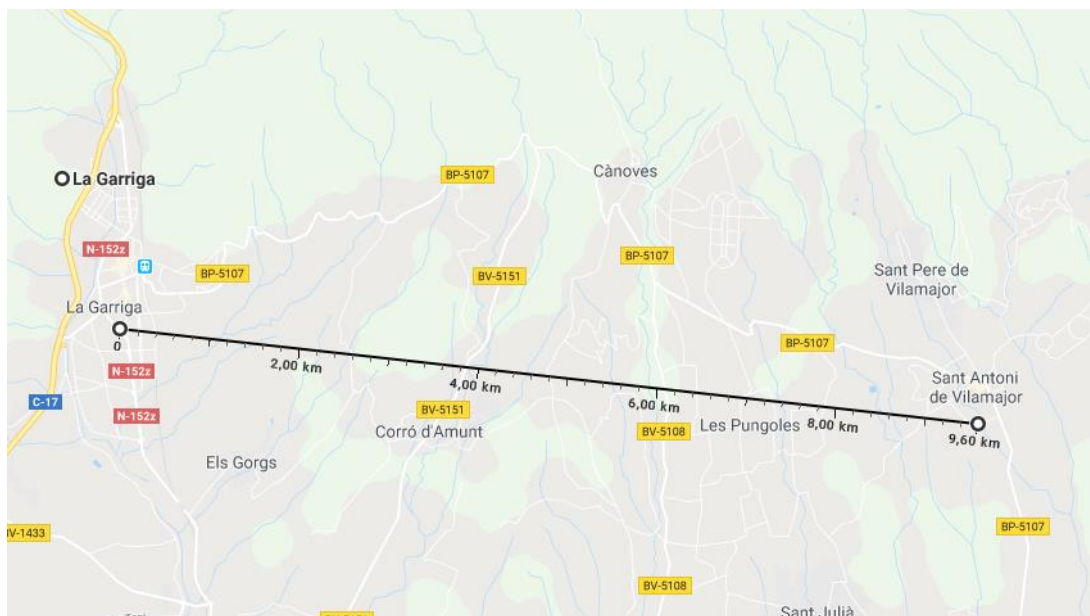 BP-5107
Cànoves
La Garriga
N-152z
BP-5107
BV-5151
BP-5107
Sant Pere de
Vilamajor
La Garriga
0
2,00 km
BP-5107
N-152z
4,00 km
Sant Antoni
de Vilamajor
C-17
N-152z
BV-5151
6,00 km
Corró d'Amunt
BV-5108
Les Pungoles
8,00 km
9,60 km
Els Gorgs
BV-1433
BP-5107
BV-5108
Sant Julià